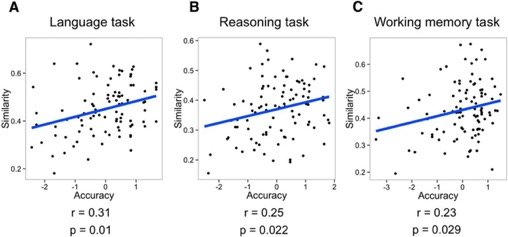 A Language task
B Reasoning task
C Working memory task
Similarity
0.6
0.4
0.2
-2
-1
0
1
Accuracy
r = 0.31
p = 0.01
Similarity
0.6
0.5
0.4
0.3
0.2
-2
-1
0
1
2
Accuracy
r = 0.25
p = 0.022
Similarity
0.6
0.5
0.4
0.3
0.2
-3
-2
-1
0
1
Accuracy
r = 0.23
p = 0.029